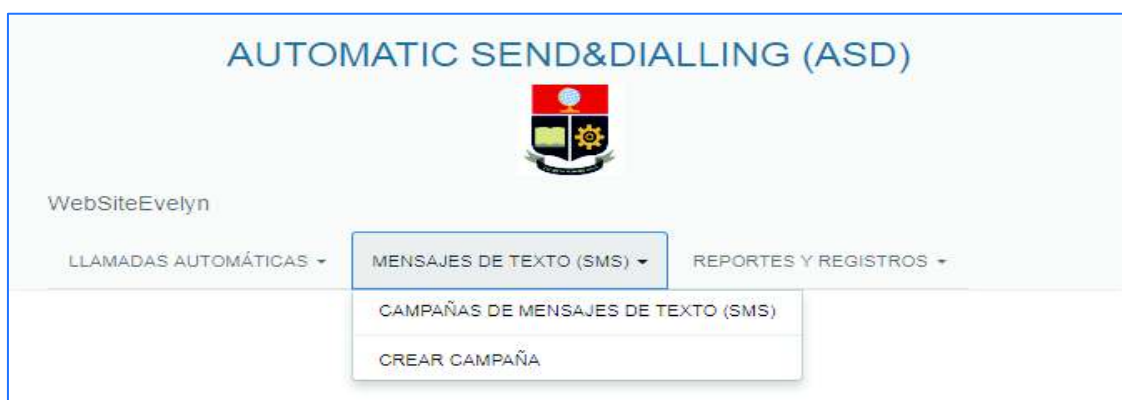 AUTOMATIC SEND&DIALLING (ASD)
WebSiteEvelyn
LLAMADAS AUTOMÁTICAS MENSAJES DE TEXTO (SMS) REPORTES Y REGISTROS
CAMPAÑAS DE MENSAJES DE TEXTO (SMS)
CREAR CAMPAÑA